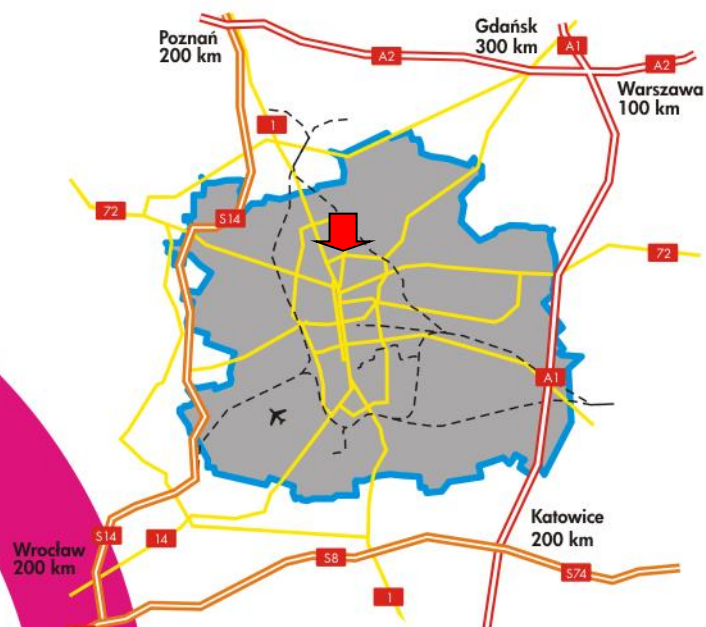 Poznań
200 km
Gdańsk
300 km
A1
A2
A2
Warszawa
100 km
1
72
S14
72
A1
Katowice
200 km
S14
14
Wrocław
200 km
S8
S74
1